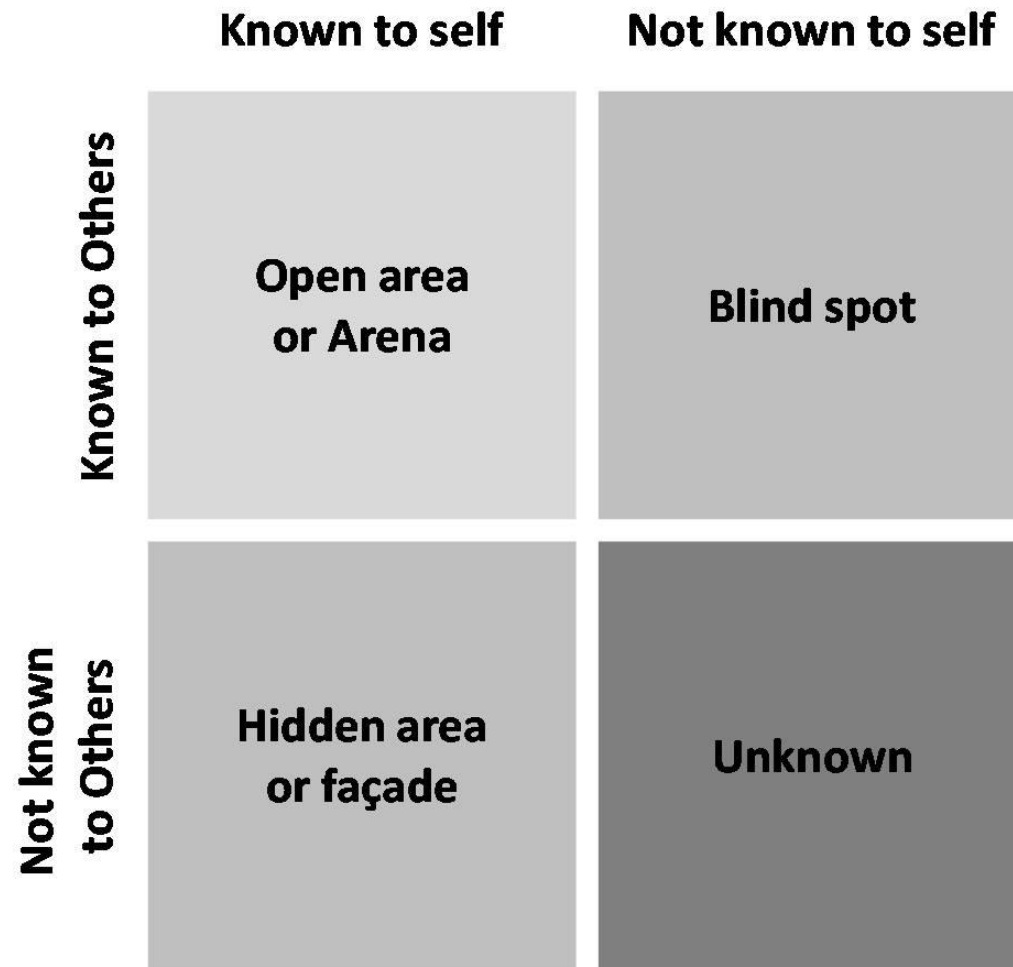 Known to self
Not known to self
Known to Others
Open area
or Arena
Blind spot
Not known
to Others
Hidden area
or façade
Unknown